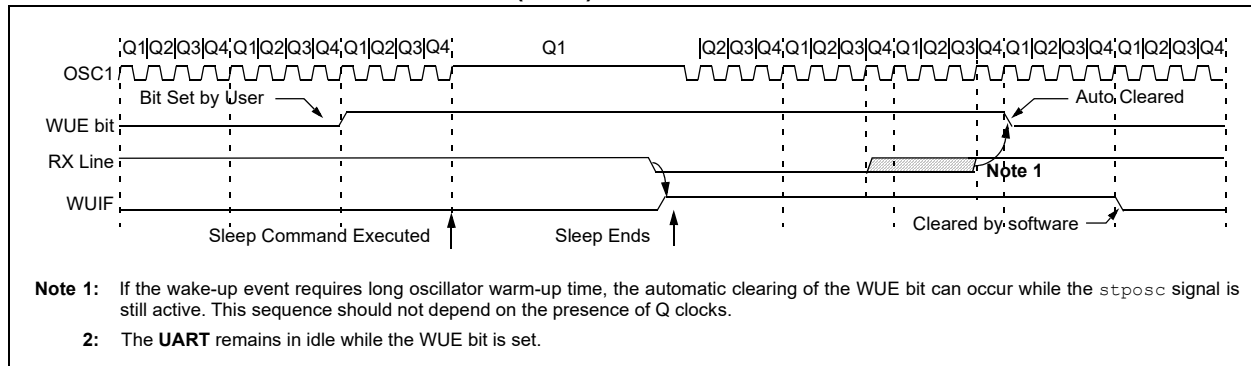 Q1 Q2 Q3 Q4 Q1 Q2 Q3 Q4 Q1 Q2 Q3 Q4 Q1 Q2 Q3 Q4 Q1 Q2 Q3 Q4 Q1 Q2 Q3 Q4 Q1 Q2 Q3 Q4 Q1 Q2 Q3 Q4
OSC1
Bit Set by User Auto Cleared
WUE bit
RX Line
Note 1
WUIF
Cleared by software
Sleep Command Executed Sleep Ends
Note 1: If the wake-up event requires long oscillator warm-up time, the automatic clearing of the WUE bit can occur while the stposc signal is
still active. This sequence should not depend on the presence of Q clocks.
2: The UART remains in idle while the WUE bit is set.